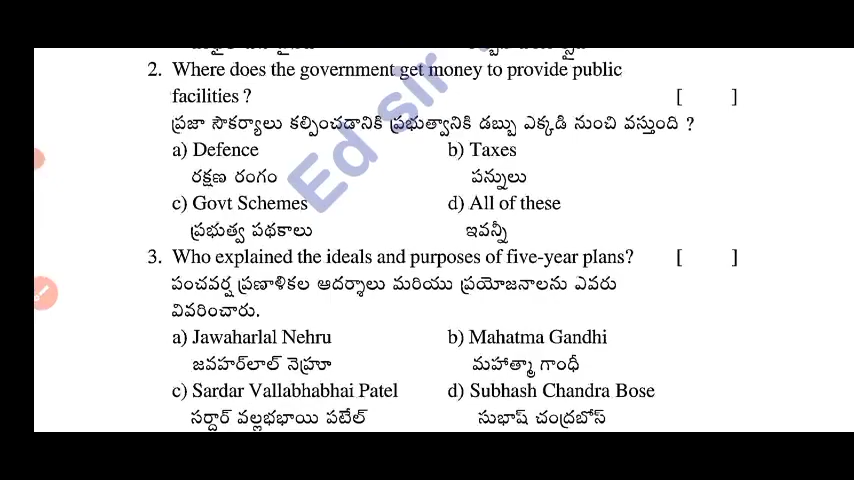 2. Where does the government get money to provide public
facilities ? [ ]
ప్రజా సౌకర్యాలు కల్పించడానికి ప్రభుత్వానికి డబ్బు ఎక్కడి నుంచి వస్తుంది ?
a) Defence b) Taxes
రక్షణ రంగం పన్నులు
c) Govt Schemes d) All of these
ప్రభుత్వ పథకాలు ఇవన్నీ
3. Who explained the ideals and purposes of five-year plans? [ ]
పంచవర్ష ప్రణాళికల ఆదర్శాలు మరియు ప్రయోజనాలను ఎవరు
వివరించారు.
a) Jawaharlal Nehru b) Mahatma Gandhi
జవహర్‌లాల్ నెహ్రూ మహాత్మా గాంధీ
c) Sardar Vallabhabhai Patel d) Subhash Chandra Bose
సర్దార్ వల్లభభాయి పటేల్ సుభాష్ చంద్రబోస్
Ed sir